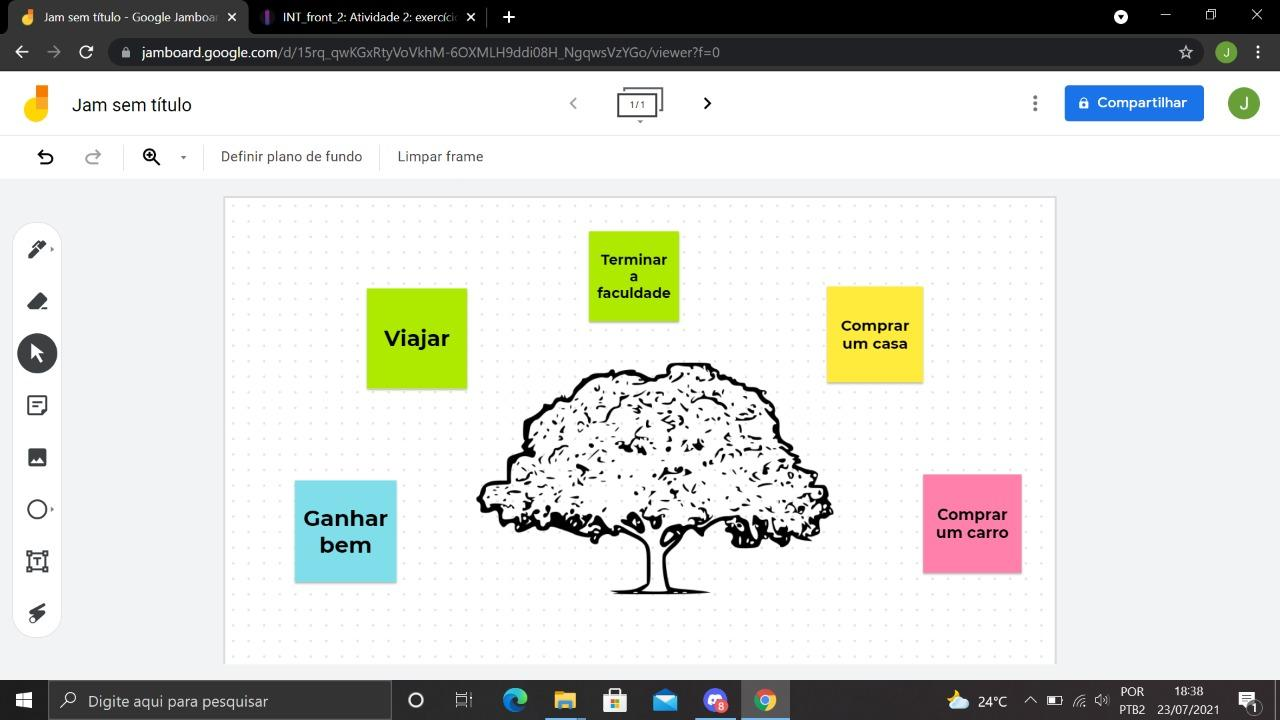 Jam sem título - Google Jamboar
INT_front_2: Atividade 2: exercíci
jamboard.google.com/d/15rq_qwKGxRtyVoVkhM-6OXMLH9ddi08H_NgqwsVzYGo/viewer?f=0
J
Jam sem título
1/1
Compartilhar
J
Definir plano de fundo
Limpar frame
Terminar
a
faculdade
Viajar
Comprar
um casa
Ganhar
bem
Comprar
um carro
T
Digite aqui para pesquisar
8
24°C
POR
PTB2
18:38
23/07/2021
1